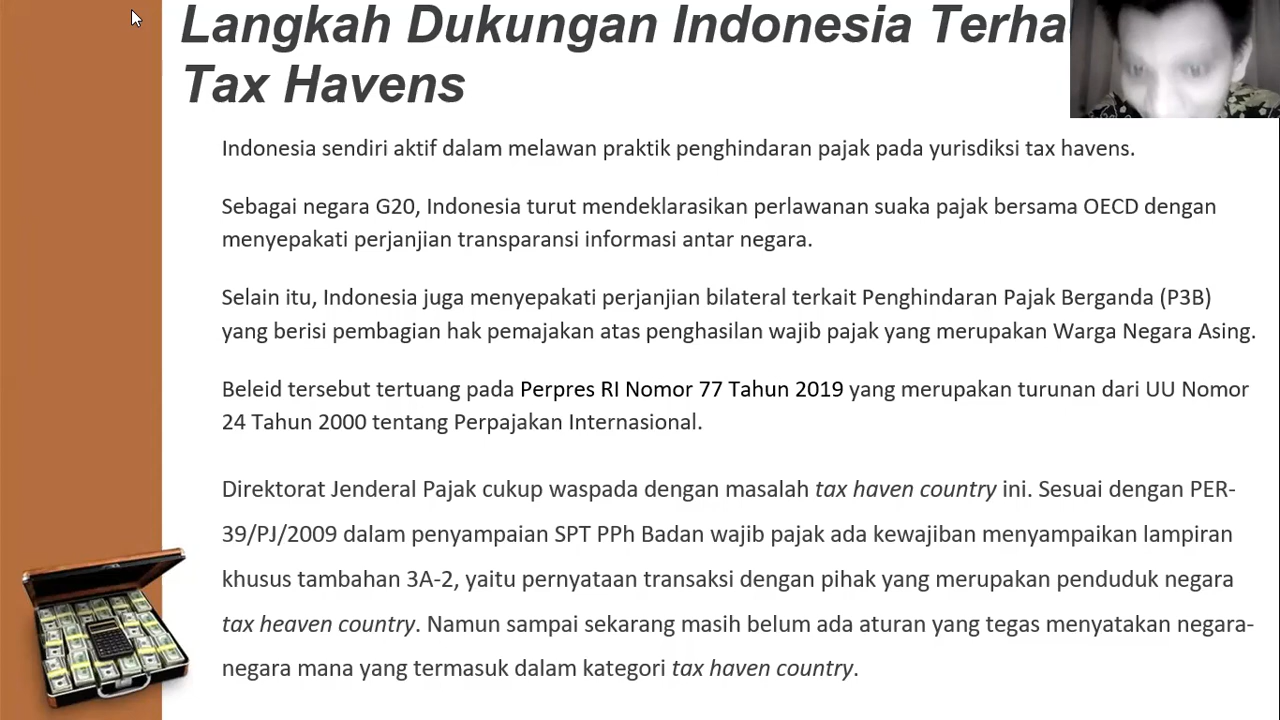 Langkah Dukungan Indonesia
Tax Havens
Indonesia sendiri aktif dalam melawan praktik penghindaran pajak pada yurisdiksi tax havens.
Sebagai negara G20, Indonesia turut mendeklarasikan perlawanan suaka pajak bersama OECD dengan
menyepakati perjanjian transparansi informasi antar negara.
Selain itu, Indonesia juga menyepakati perjanjian bilateral terkait Penghindaran Pajak Berganda (P3B)
yang berisi pembagian hak pemajakan atas penghasilan wajib pajak yang merupakan Warga Negara Asing.
Beleid tersebut tertuang pada Perpres RI Nomor 77 Tahun 2019 yang merupakan turunan dari UU Nomor
24 Tahun 2000 tentang Perpajakan Internasional.
Direktorat Jenderal Pajak cukup waspada dengan masalah tax haven country ini. Sesuai dengan PER-
39/PJ/2009 dalam penyampaian SPT PPh Badan wajib pajak ada kewajiban menyampaikan lampiran
khusus tambahan 3A-2, yaitu pernyataan transaksi dengan pihak yang merupakan penduduk negara
tax heaven country. Namun sampai sekarang masih belum ada aturan yang tegas menyatakan negara-
negara mana yang termasuk dalam kategori tax haven country.